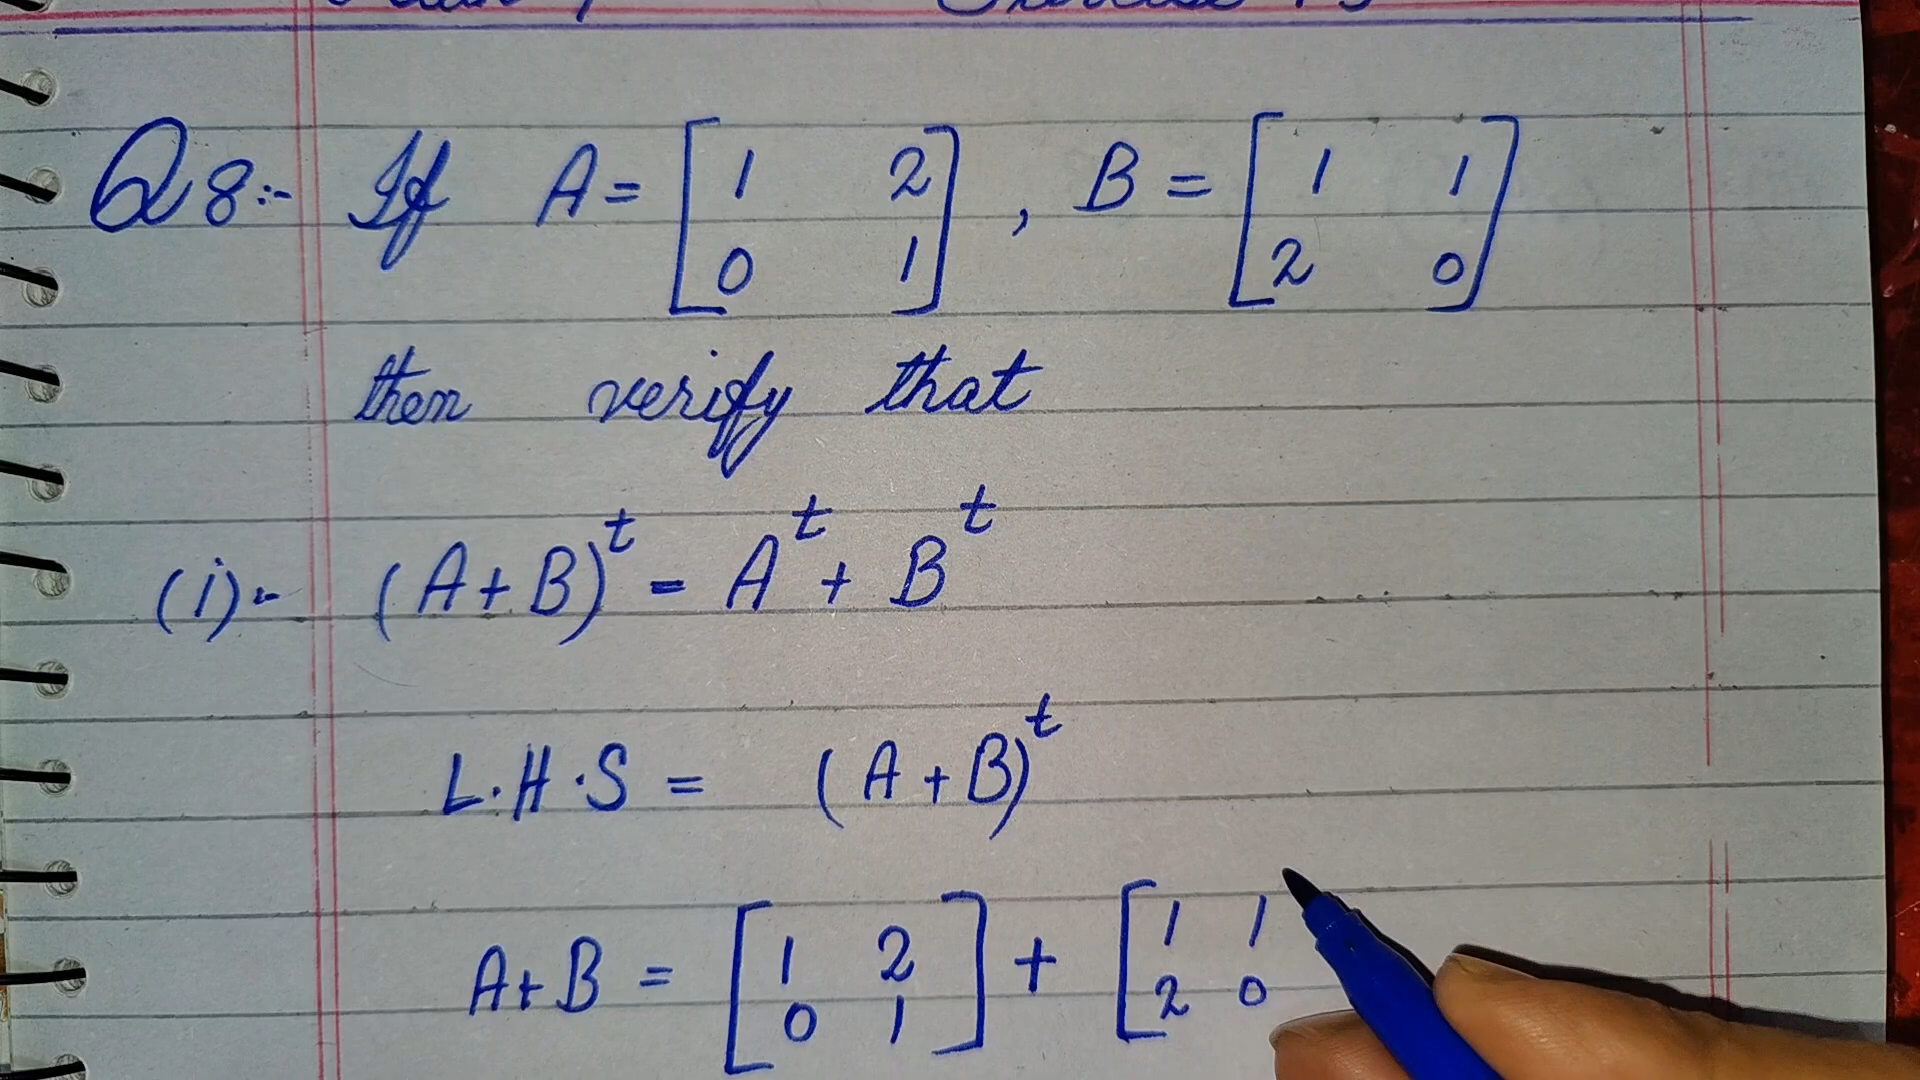 Q8:- If A = [ 1 2 0 1 ] , B = [ 1 1 2 0 ]
then verify that
(i):- (A+B)^t = A^t + B^t
L.H.S = (A+B)^t
A+B = [ 1 2 0 1 ] + [ 1 1 2 0